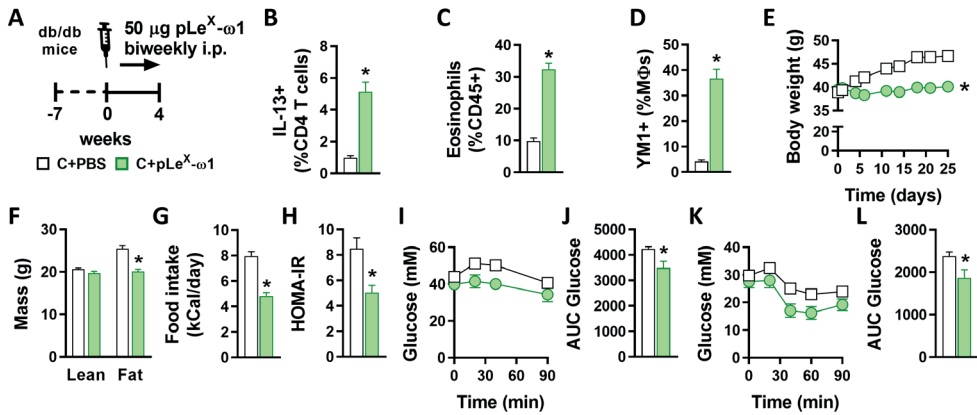 A
db/db
mice
50 μg pLeX-ω1
biweekly i.p.
-7 0 4
weeks
C+PBS C+pLeX-ω1
B
IL-13+
(%CD4 T cells)
8
6
4
2
0
*
C
Eosinophils
(%CD45+)
40
30
20
10
0
*
D
YM1+ (%MΦs)
50
40
30
20
10
0
*
E
Body weight (g)
50
45
40
35
30
10
0
0 5 10 15 20 25
Time (days)
*
F
Mass (g)
30
20
10
0
Lean Fat
*
G
Food intake
(kCal/day)
10
8
6
4
2
0
*
H
HOMA-IR
10
8
6
4
2
0
*
I
Glucose (mM)
60
40
20
0
0 30 60 90
Time (min)
J
AUC Glucose
5000
4000
3000
2000
1000
0
*
K
Glucose (mM)
40
30
20
10
0
0 30 60 90
Time (min)
L
AUC Glucose
3000
2000
1000
0
*